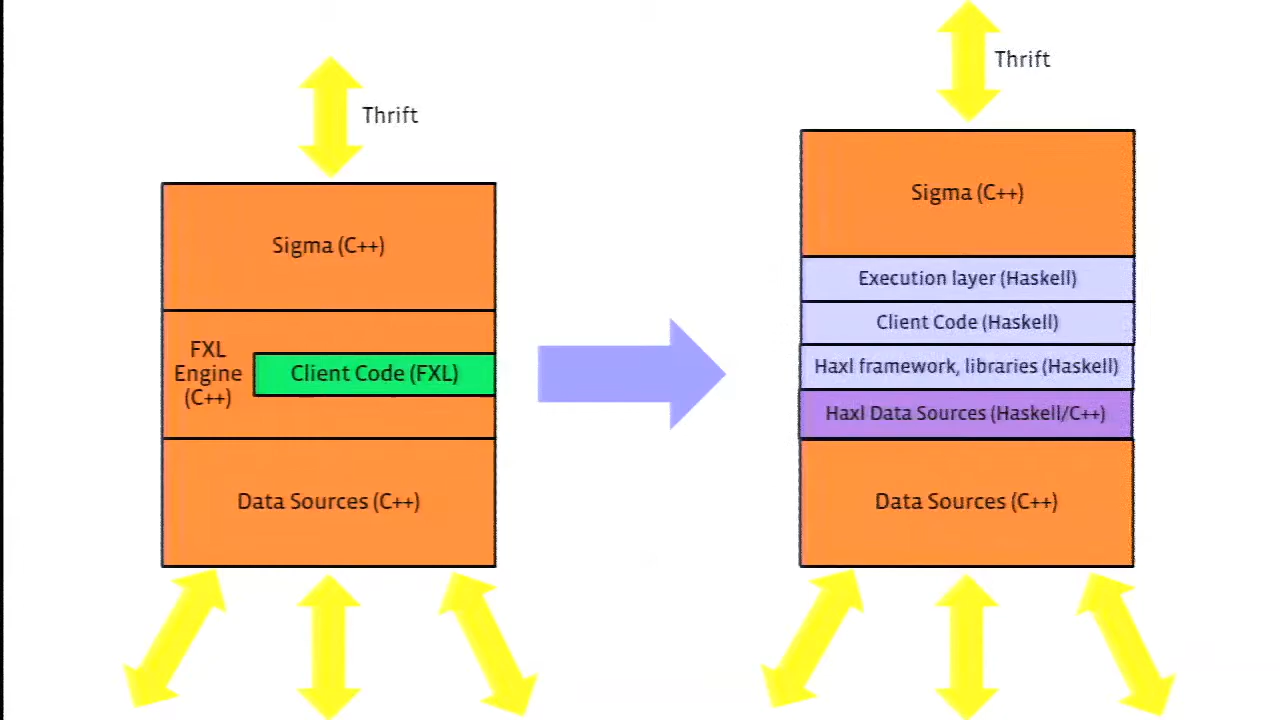 Thrift
Sigma (C++)
FXL
Engine
(C++)
Client Code (FXL)
Data Sources (C++)
Thrift
Sigma (C++)
Execution layer (Haskell)
Client Code (Haskell)
Haxl framework, libraries (Haskell)
Haxl Data Sources (Haskell/C++)
Data Sources (C++)